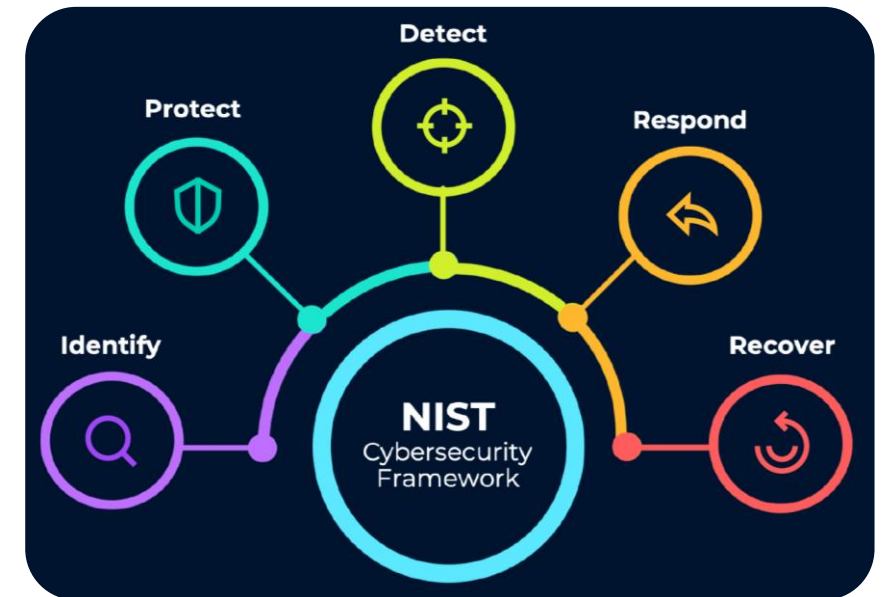 Detect
Protect
Respond
Identify
Recover
NIST
Cybersecurity
Framework